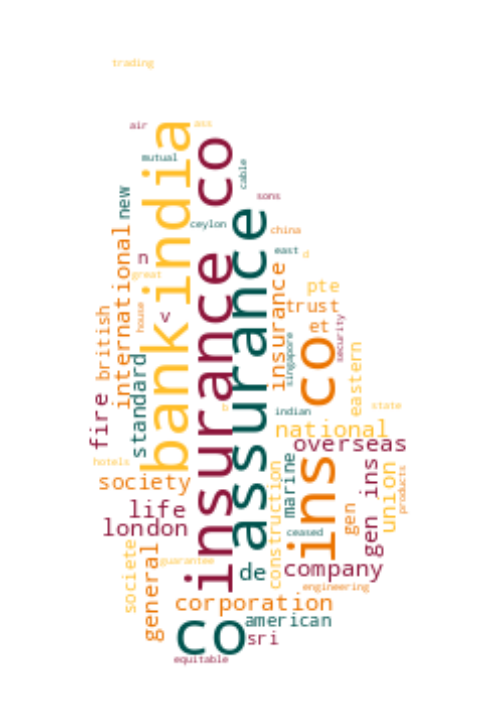 trading
air
ass
mutual
cable
new
sons
ceylon
china
east
d
n
great
bank india
insurance co
assurance co
ins co
international
british
house
v
pte
trust
et
insurance
singapore
security
eastern
standard
fire
indian
state
national
overseas
hotels
society
life
london
marine
construction
gen ins
union
products
gen
ceased
societe
general
guarantee
de
company
engineering
corporation
american
sri
equitable